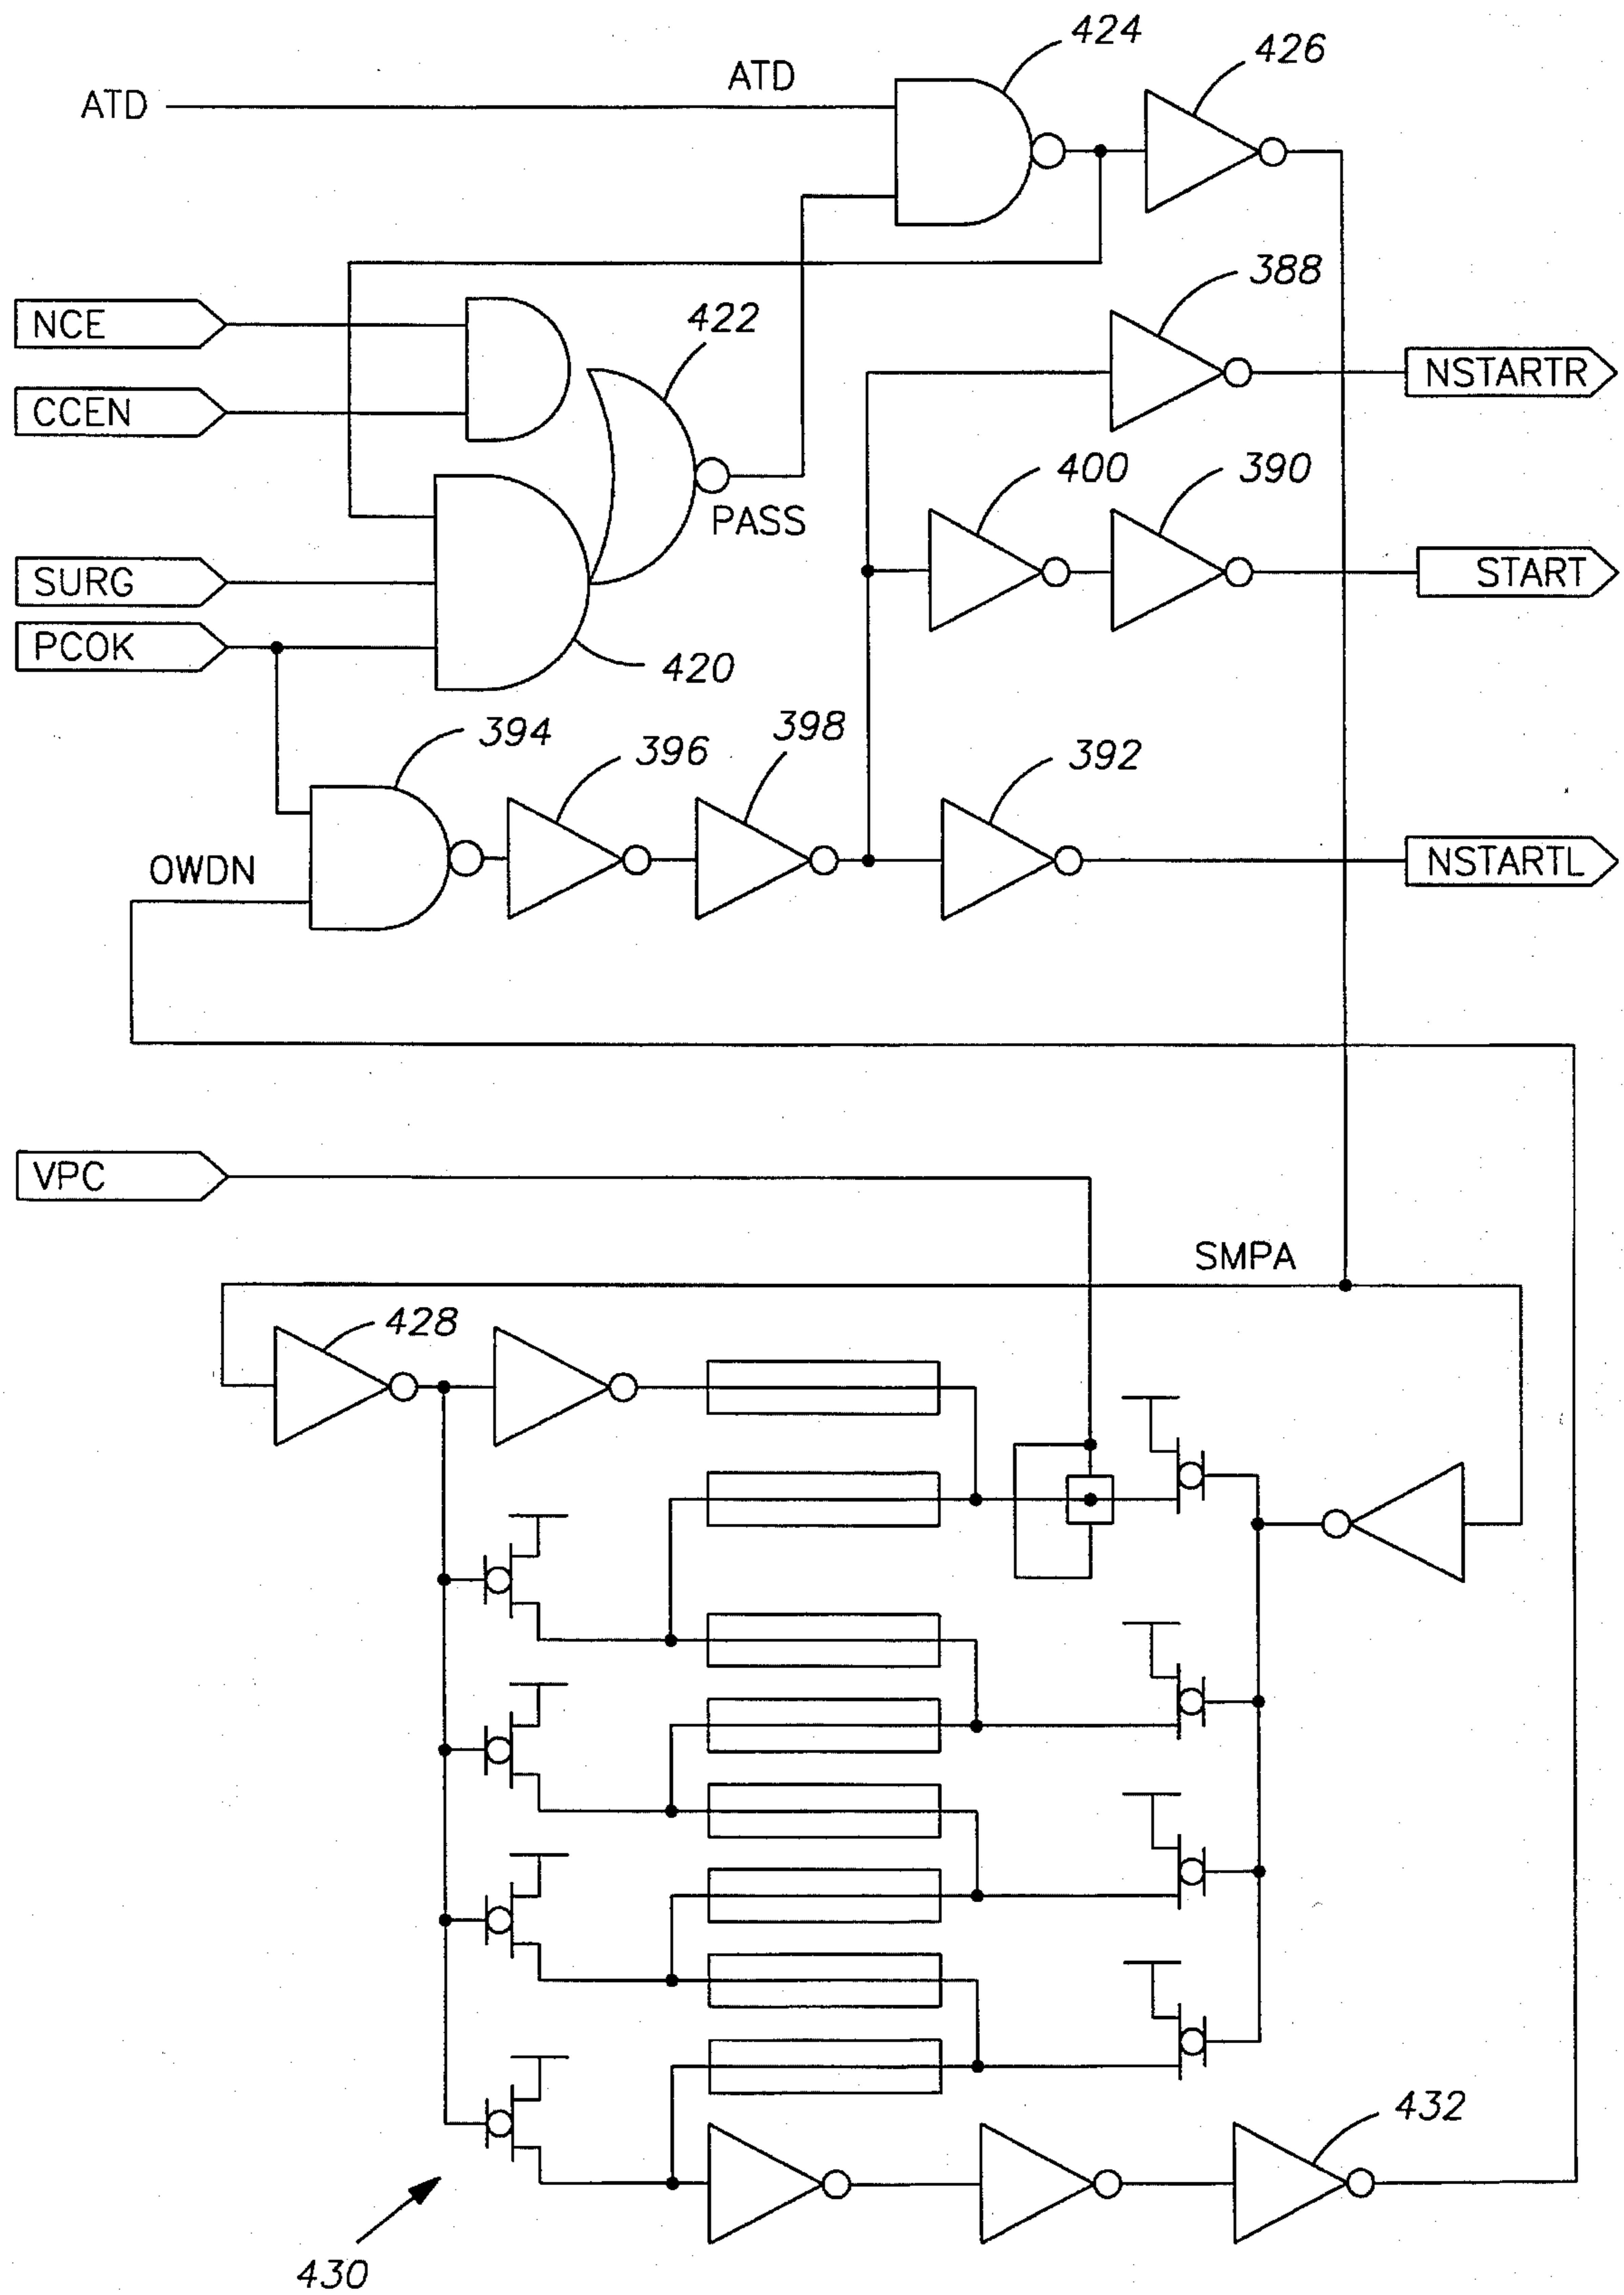 424
426
ATD
ATD
388
NCE
422
NSTARTR
CCEN
400
390
PASS
SURG
START
PCOK
420
394
396
398
392
OWDN
NSTARTL
VPC
SMPA
428
432
430